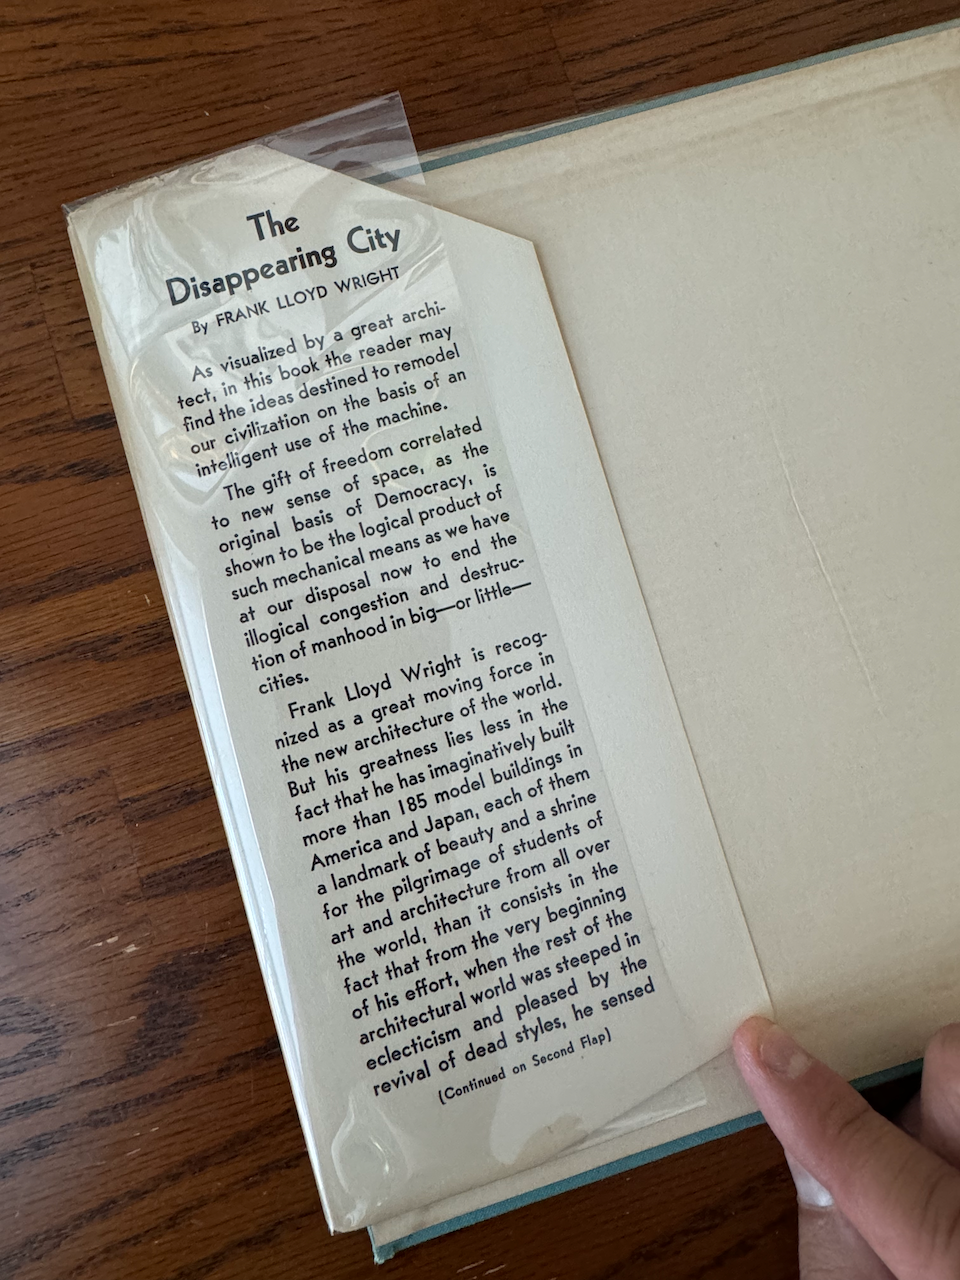 The
Disappearing City
By FRANK LLOYD WRIGHT
As visualized by a great archi-
tect, in this book the reader may
find the ideas destined to remodel
our civilization on the basis of an
intelligent use of the machine.
The gift of freedom correlated
to new sense of space, as the
original basis of Democracy, is
shown to be the logical product of
such mechanical means as we have
at our disposal now to end the
illogical congestion and destruc-
tion of manhood in big—or little—
cities.
Frank Lloyd Wright is recog-
nized as a great moving force in
the new architecture of the world.
But his greatness lies less in the
fact that he has imaginatively built
more than 185 model buildings in
America and Japan, each of them
a landmark of beauty and a shrine
for the pilgrimage of students of
art and architecture from all over
the world, than it consists in the
fact that from the very beginning
of his effort, when the rest of the
architectural world was steeped in
eclecticism and pleased by the
revival of dead styles, he sensed
(Continued on Second Flap)